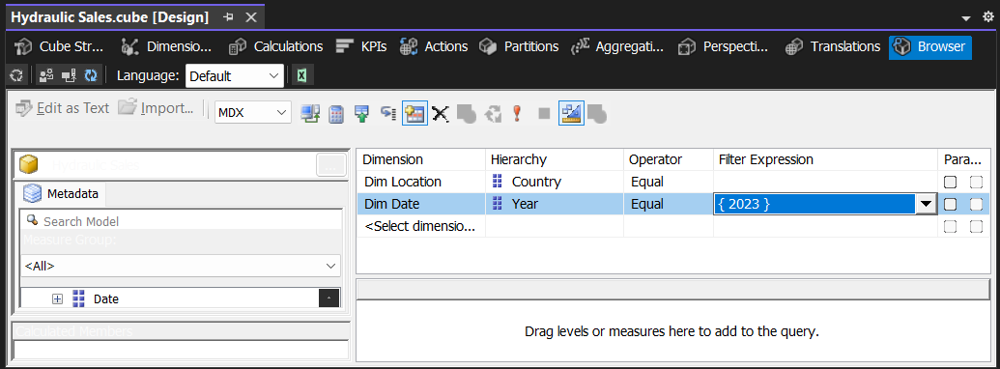 Hydraulic Sales.cube [Design]
Cube Str... Dimensio... Calculations KPIs Actions Partitions Aggregati... Perspecti... Translations Browser
Language: Default
Edit as Text Import... MDX
Dimension Hierarchy Operator Filter Expression Para...
Dim Location Country Equal
Dim Date Year Equal { 2023 }
<Select dimensio...
Hydraulic Sales
...
Metadata
Search Model
Measure Group:
<All>
Date
Calculated Members
Drag levels or measures here to add to the query.